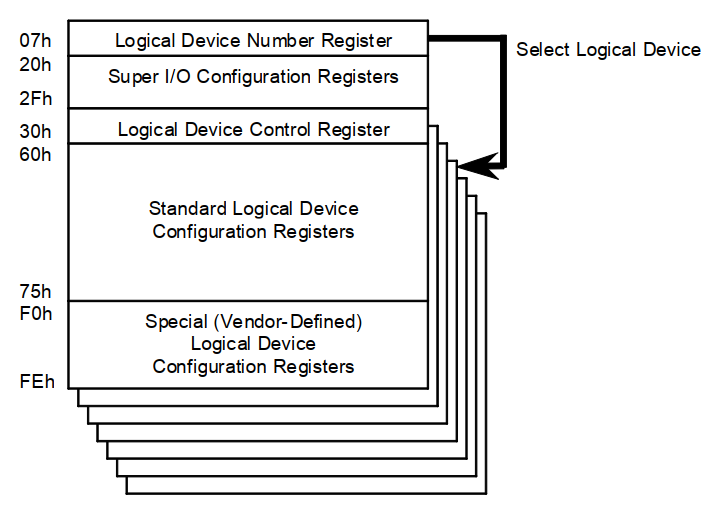 07h
Logical Device Number Register
Select Logical Device
20h
Super I/O Configuration Registers
2Fh
30h
Logical Device Control Register
60h
Standard Logical Device
Configuration Registers
75h
F0h
Special (Vendor-Defined)
Logical Device
Configuration Registers
FEh